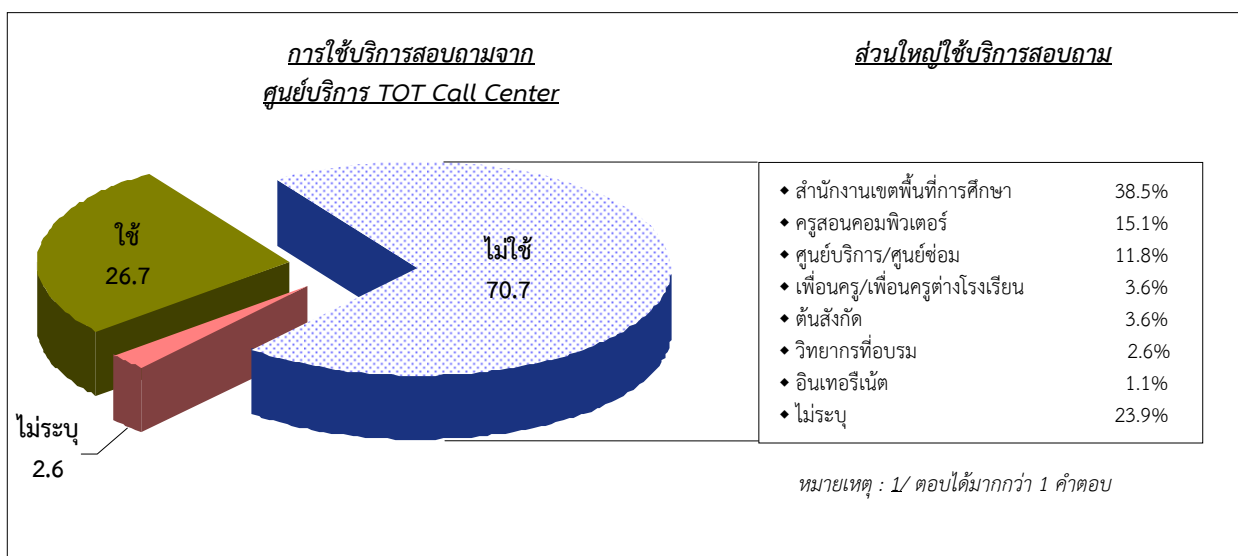 การใช้บริการสอบถามจาก
ศูนย์บริการ TOT Call Center
ใช้
26.7
ไม่ใช้
70.7
ไม่ระบุ
2.6
ส่วนใหญ่ใช้บริการสอบถาม
◆ สำนักงานเขตพื้นที่การศึกษา 38.5%
◆ ครูสอนคอมพิวเตอร์ 15.1%
◆ ศูนย์บริการ/ศูนย์ซ่อม 11.8%
◆ เพื่อนครู/เพื่อนครูต่างโรงเรียน 3.6%
◆ ต้นสังกัด 3.6%
◆ วิทยากรที่อบรม 2.6%
◆ อินเทอร์เน้ต 1.1%
◆ ไม่ระบุ 23.9%
หมายเหตุ : 1/ ตอบได้มากกว่า 1 คำตอบ